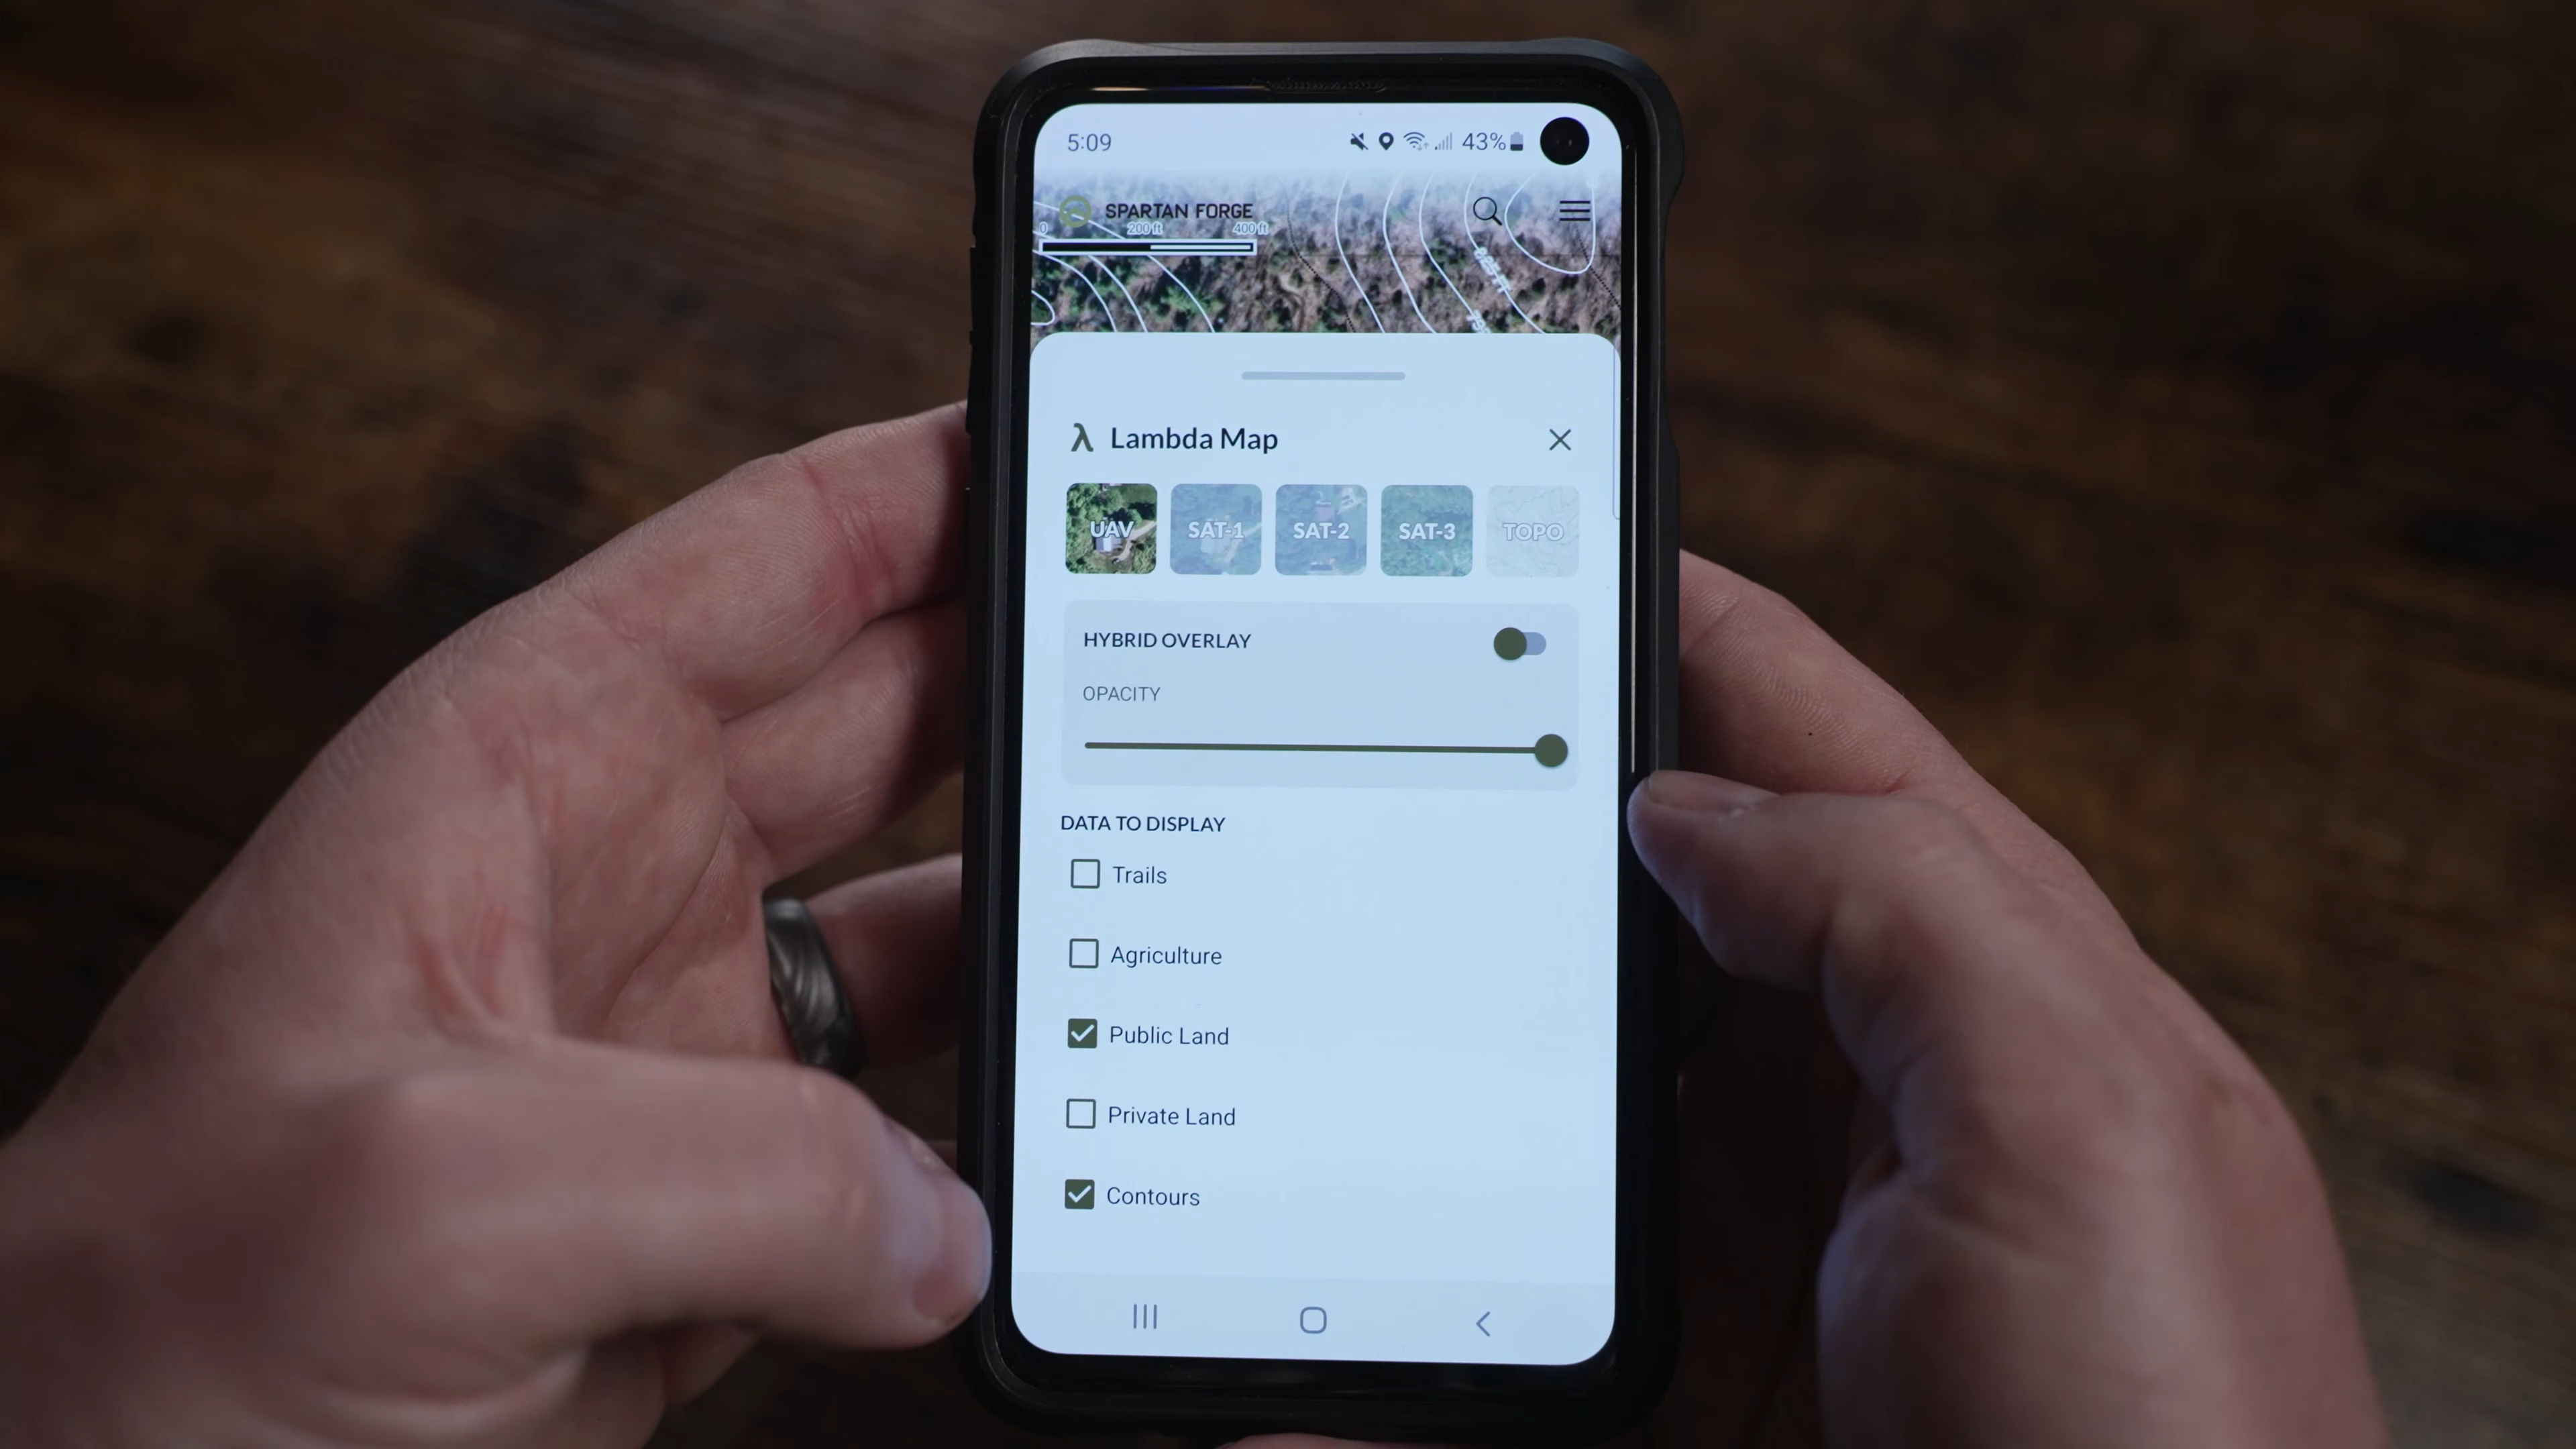 5:09
43%
SPARTAN FORGE
0 200 ft 400 ft
Lambda Map
UAV SAT-1 SAT-2 SAT-3 TOPO
HYBRID OVERLAY
OPACITY
DATA TO DISPLAY
Trails
Agriculture
Public Land
Private Land
Contours